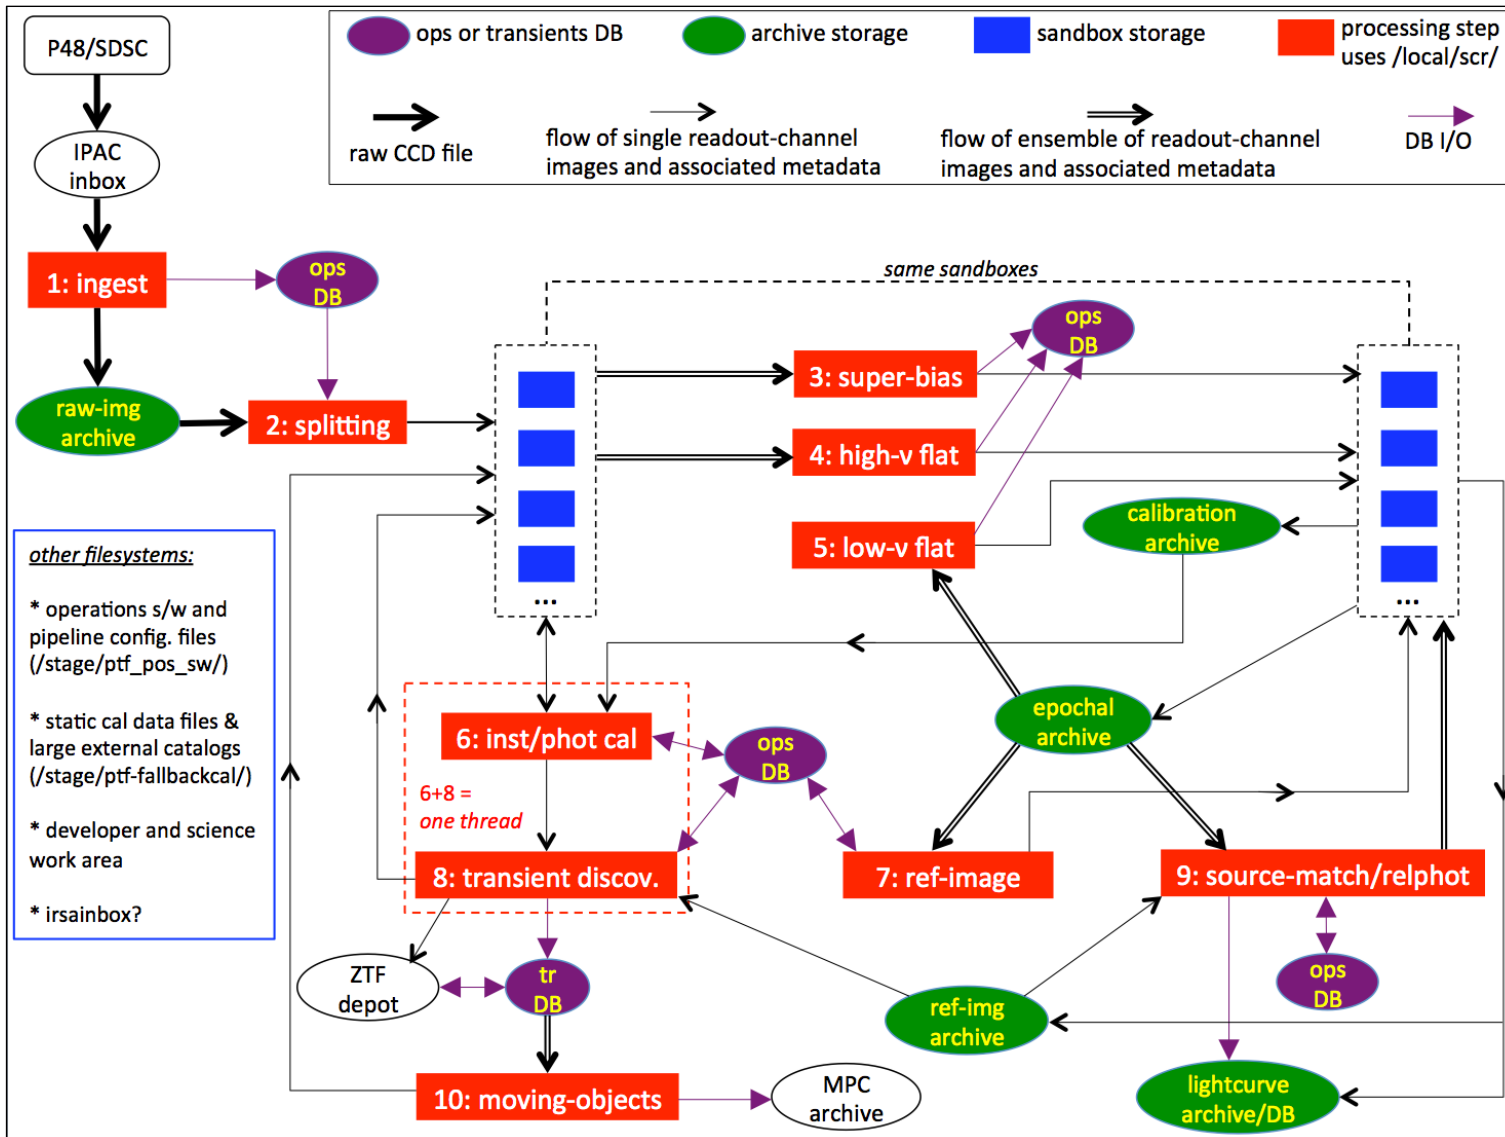 P48/SDSC
IPAC
inbox
ops or transients DB
archive storage
sandbox storage
processing step
uses /local/scr/
raw CCD file
flow of single readout-channel
images and associated metadata
flow of ensemble of readout-channel
images and associated metadata
DB I/O
1: ingest
ops
DB
same sandboxes
ops
DB
raw-img
archive
2: splitting
3: super-bias
4: high-ν flat
5: low-ν flat
calibration
archive
...
...
other filesystems:
* operations s/w and
pipeline config. files
(/stage/ptf_pos_sw/)
* static cal data files &
large external catalogs
(/stage/ptf-fallbackcal/)
* developer and science
work area
* irsainbox?
6: inst/phot cal
ops
DB
epochal
archive
6+8 =
one thread
8: transient discov.
7: ref-image
9: source-match/relphot
ZTF
depot
tr
DB
ref-img
archive
ops
DB
10: moving-objects
MPC
archive
lightcurve
archive/DB